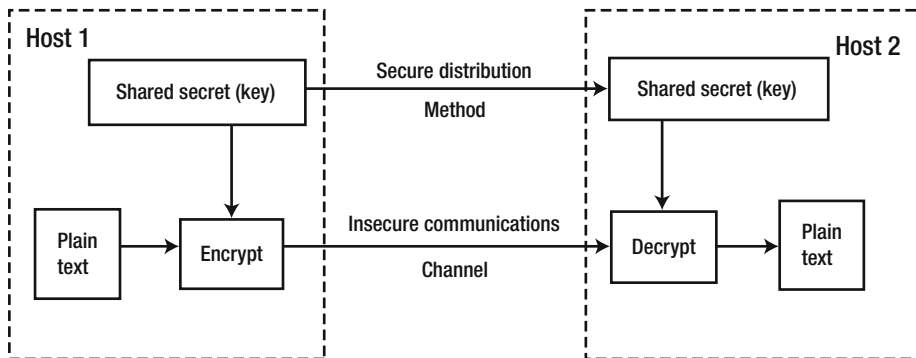 Host 1
Host 2
Shared secret (key)
Secure distribution
Method
Shared secret (key)
Plain
text
Encrypt
Insecure communications
Channel
Decrypt
Plain
text